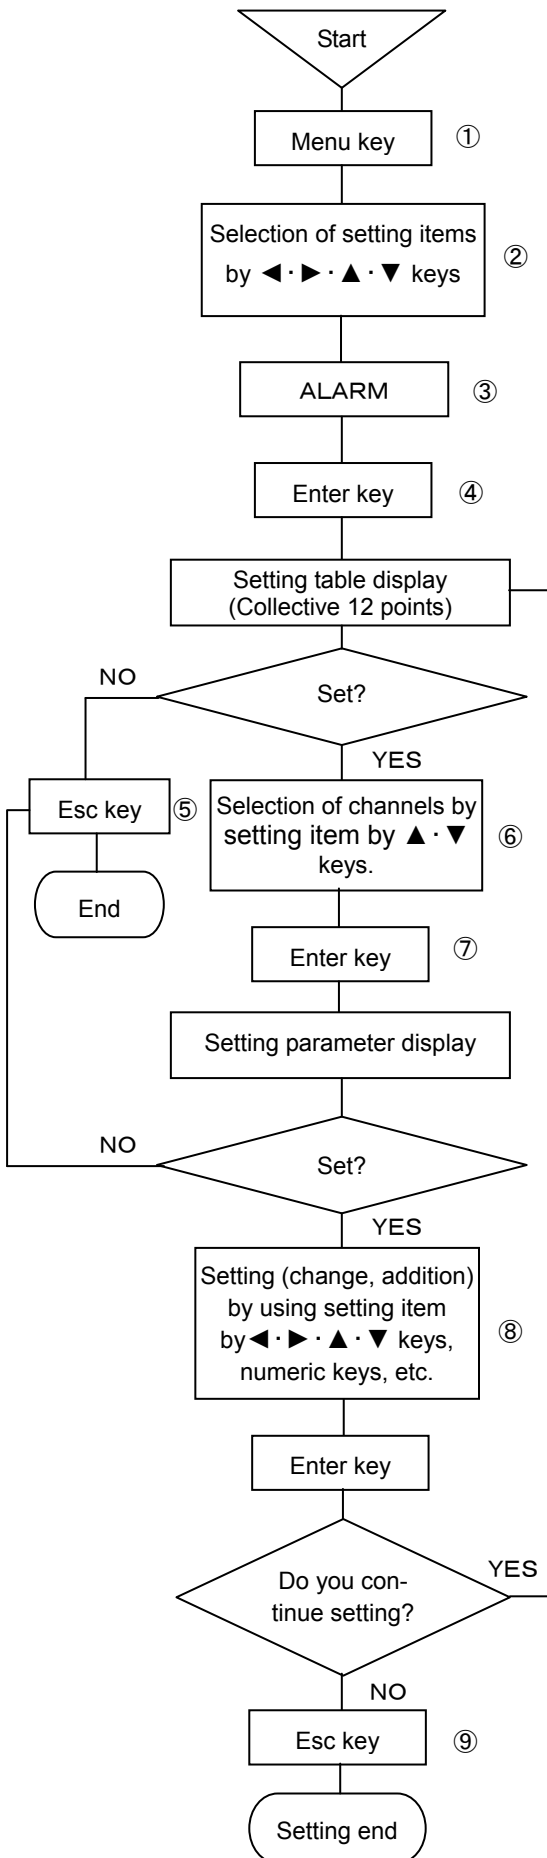 Start
Menu key ①
Selection of setting items
by ◀・▶・▲・▼ keys ②
ALARM ③
Enter key ④
Setting table display
(Collective 12 points)
NO
Set?
YES
Esc key ⑤
Selection of channels by
setting item by ▲・▼
keys. ⑥
End
Enter key ⑦
Setting parameter display
NO
Set?
YES
Setting (change, addition)
by using setting item
by◀・▶・▲・▼ keys,
numeric keys, etc. ⑧
Enter key
Do you con-
tinue setting?
YES
NO
Esc key ⑨
Setting end